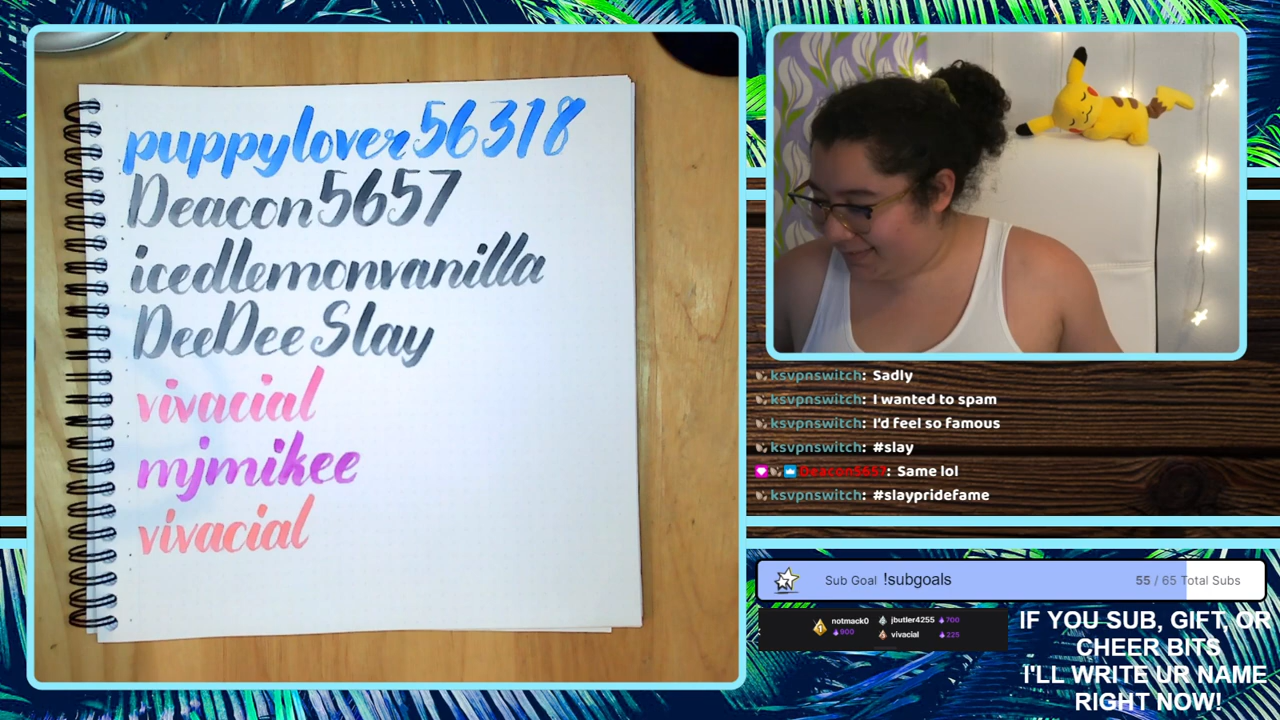 puppylover56318
Deacon5657
icedlemonvanilla
DeeDee Slay
vivacial
mjmikee
vivacial
ksvpnswitch: Sadly
ksvpnswitch: I wanted to spam
ksvpnswitch: I'd feel so famous
ksvpnswitch: #slay
Deacon5657: Same lol
ksvpnswitch: #slaypridefame
Sub Goal !subgoals 55 / 65 Total Subs
1 notmack0 900
jbutler4255 700
vivacial 225
IF YOU SUB, GIFT, OR
CHEER BITS
I'LL WRITE UR NAME
RIGHT NOW!